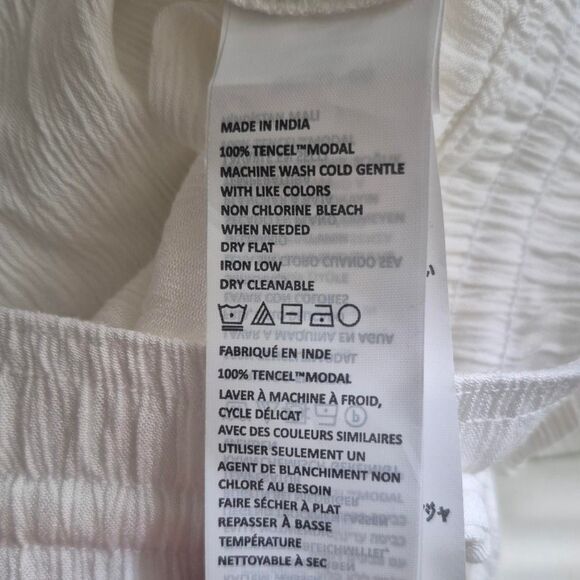 MADE IN INDIA
100% TENCEL™MODAL
MACHINE WASH COLD GENTLE
WITH LIKE COLORS
NON CHLORINE BLEACH
WHEN NEEDED
DRY FLAT
IRON LOW
DRY CLEANABLE
FABRIQUÉ EN INDE
100% TENCEL™MODAL
LAVER À MACHINE À FROID,
CYCLE DÉLICAT
AVEC DES COULEURS SIMILAIRES
UTILISER SEULEMENT UN
AGENT DE BLANCHIMENT NON
CHLORÉ AU BESOIN
FAIRE SÉCHER À PLAT
REPASSER À BASSE
TEMPÉRATURE
NETTOYABLE À SEC